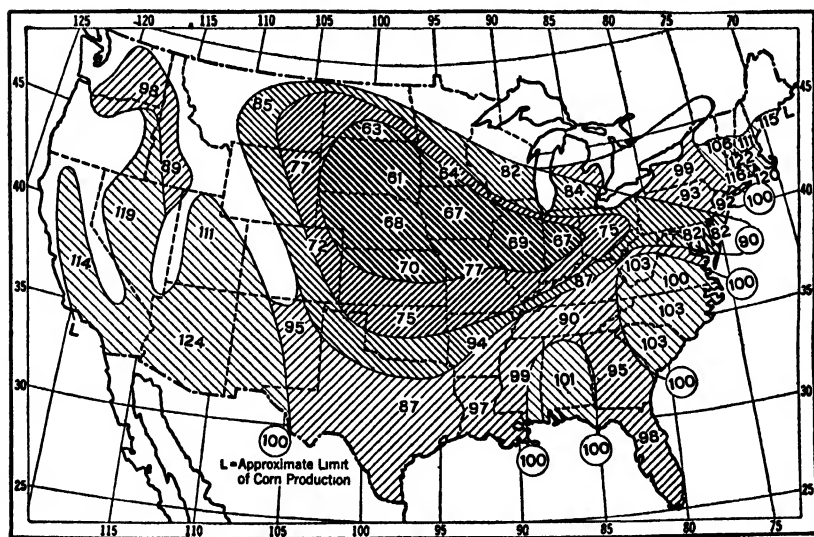 125 120 115 110 105 100 95 90 85 80 75 70
45 98 85 63 115 L 45
106 111
89 77 61 64 82 84 99 122
116 120
40 119 111 68 67 93 92 100 40
72 69 67 75 82 82 90
114 70 77 87 103 100 100
35 75 103 35
L 124 95 94 90 103
99 101 95 100
30 87 97 30
100 100 100 98
L=Approximate Limit
of Corn Production
25 25
115 110 105 100 95 90 85 80